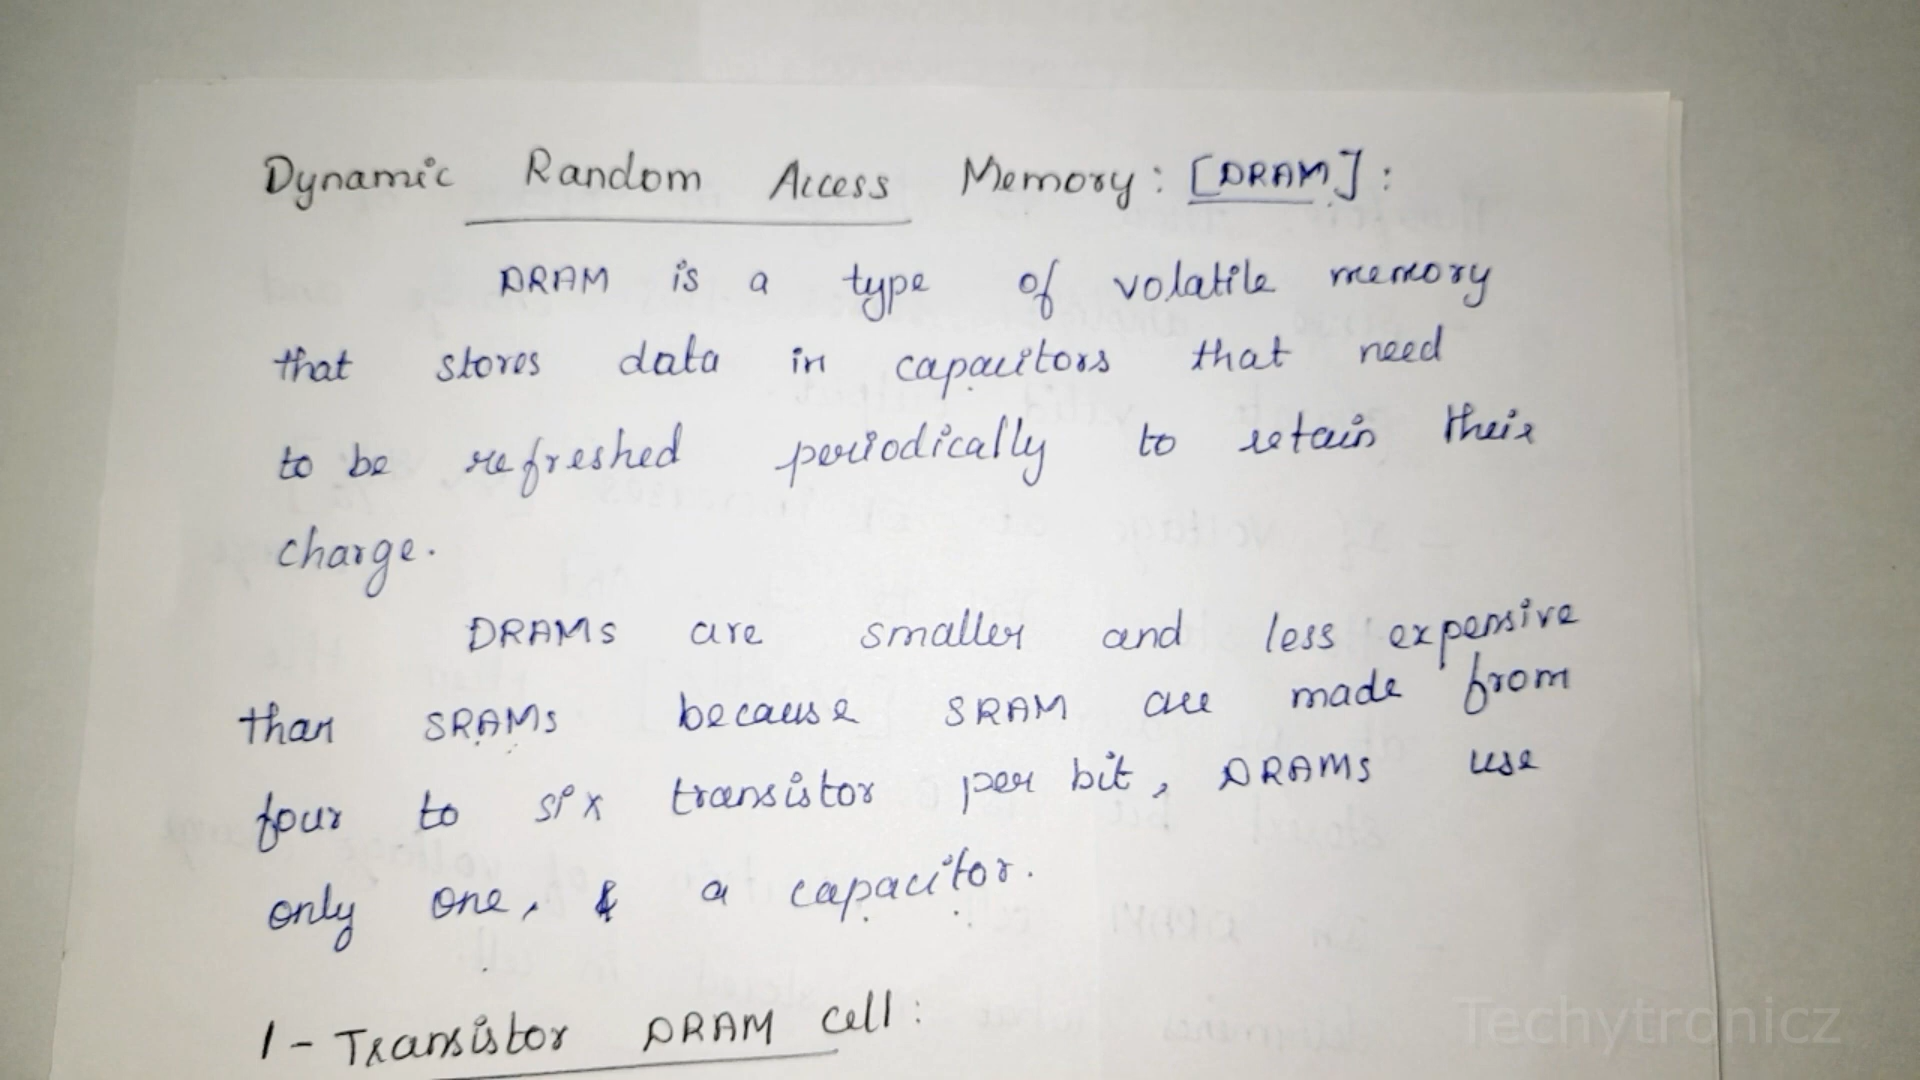 Dynamic Random Access Memory: [DRAM]:
DRAM is a type of volatile memory
that stores data in capacitors that need
to be refreshed periodically to retain their
charge.
DRAMs are smaller and less expensive
than SRAMs because SRAM are made from
four to six transistor per bit, DRAMs use
only one, & a capacitor.
1- Transistor DRAM cell:
Techytronicz